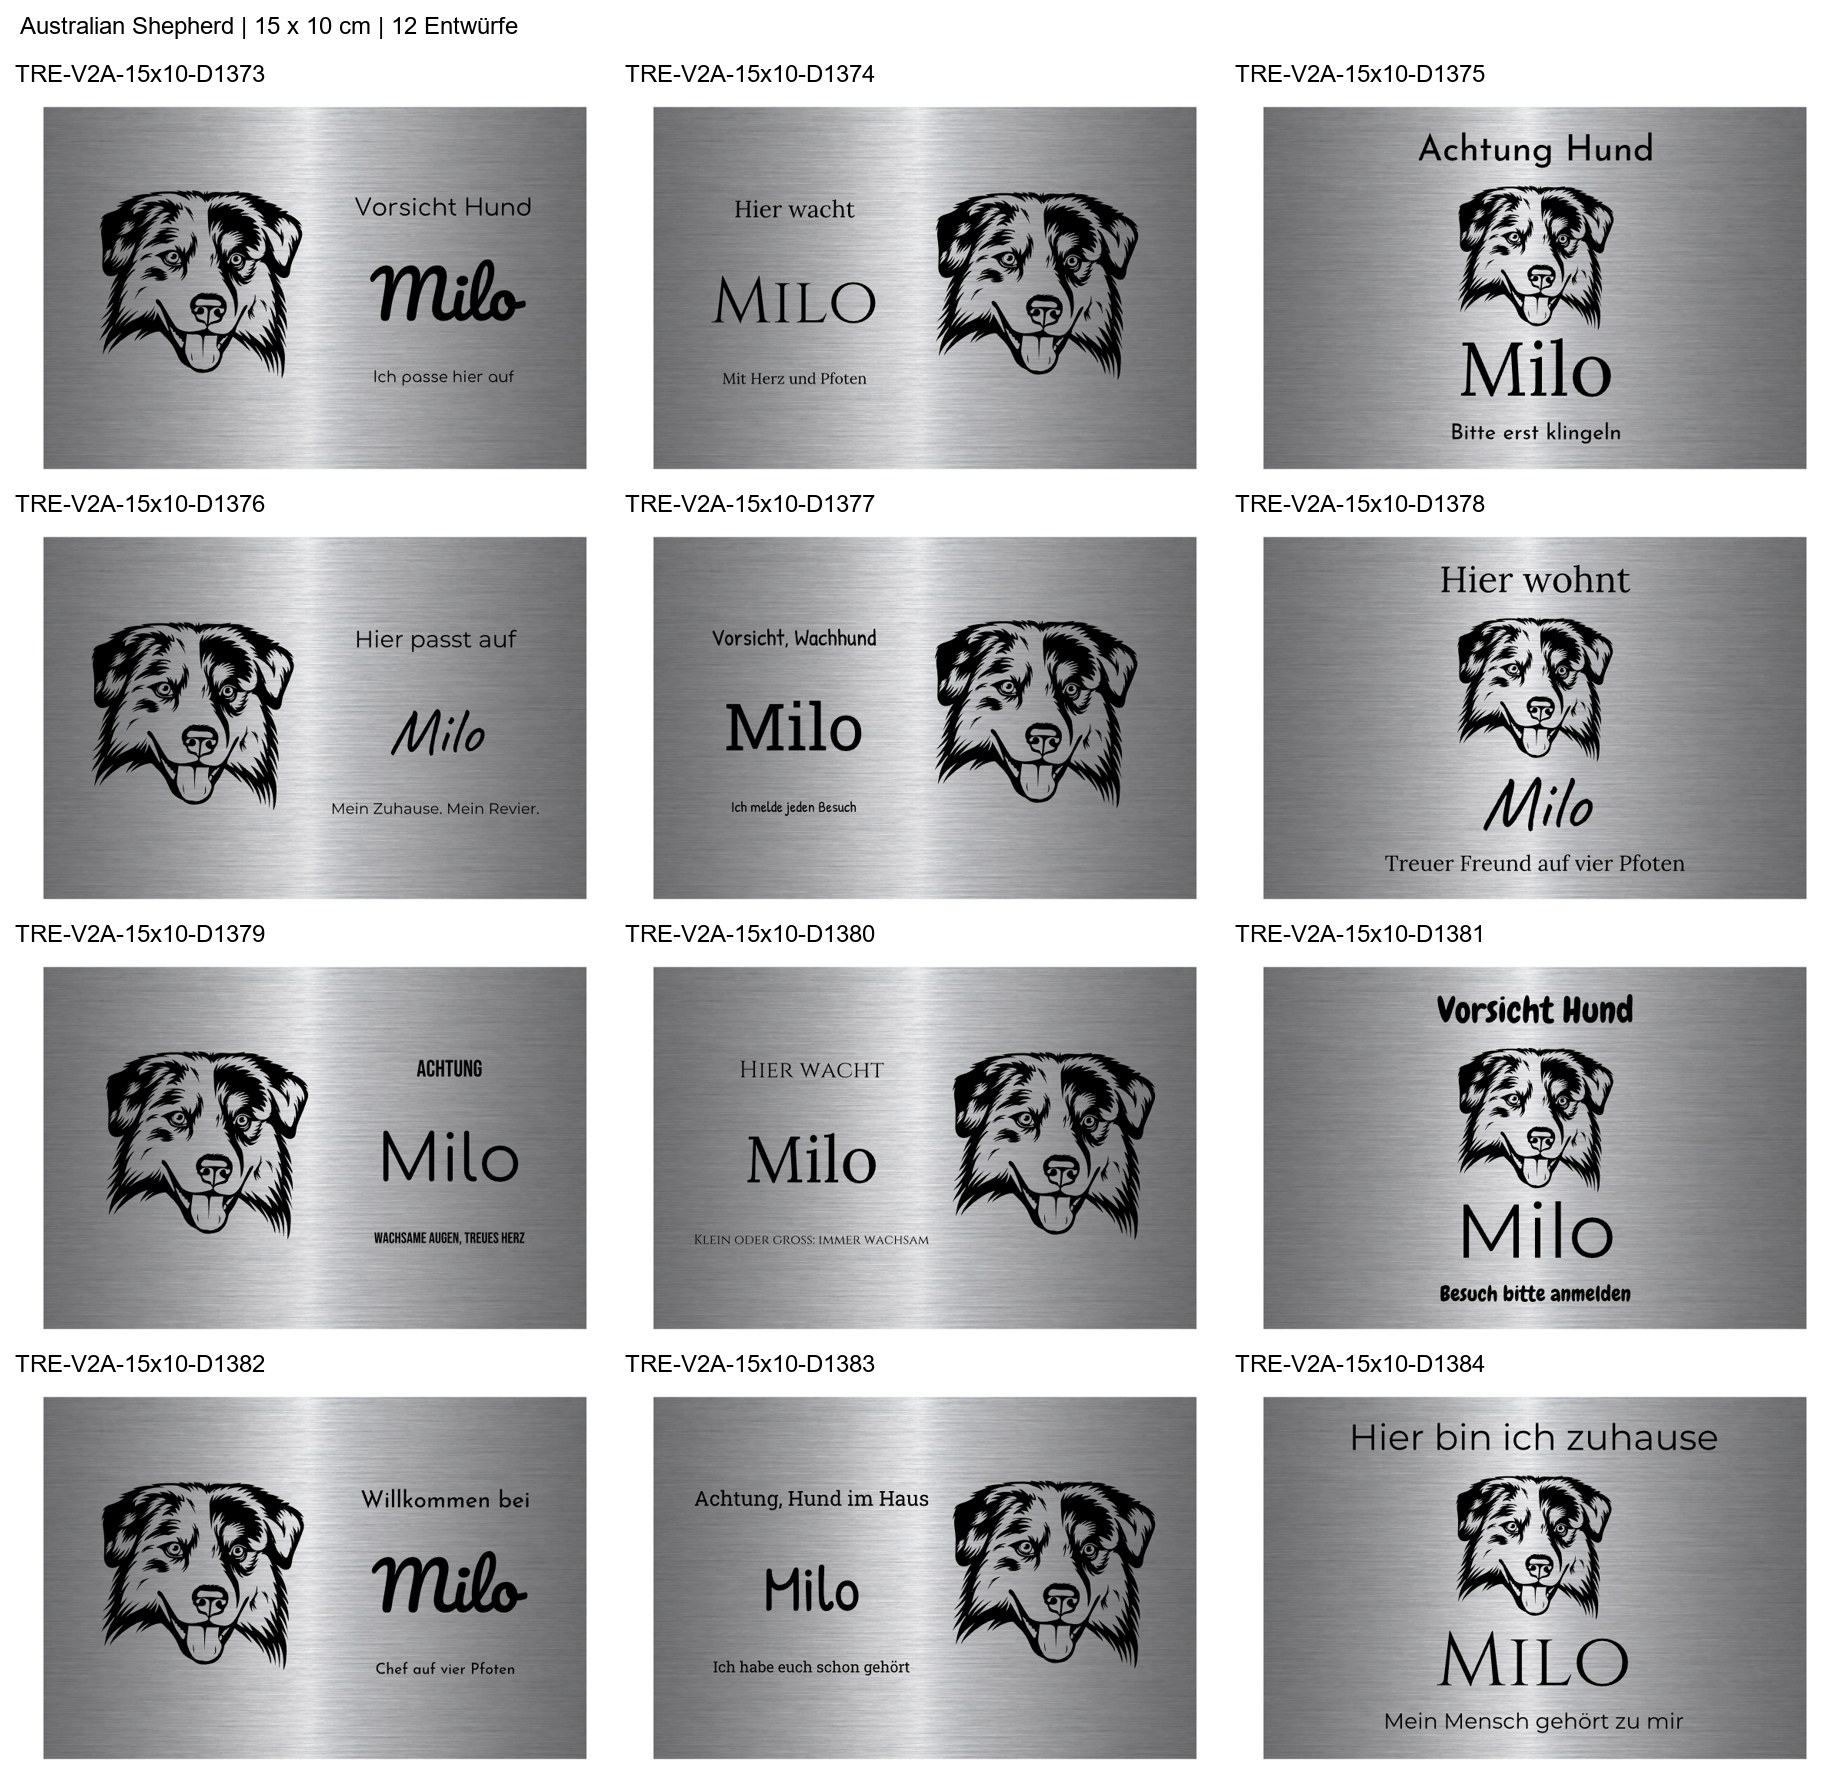 Australian Shepherd | 15 x 10 cm | 12 Entwürfe
TRE-V2A-15x10-D1373
Vorsicht Hund
Milo
Ich passe hier auf
TRE-V2A-15x10-D1374
Hier wacht
Milo
Mit Herz und Pfoten
TRE-V2A-15x10-D1375
Achtung Hund
Milo
Bitte erst klingeln
TRE-V2A-15x10-D1376
Hier passt auf
Milo
Mein Zuhause. Mein Revier.
TRE-V2A-15x10-D1377
Vorsicht, Wachhund
Milo
Ich melde jeden Besuch
TRE-V2A-15x10-D1378
Hier wohnt
Milo
Treuer Freund auf vier Pfoten
TRE-V2A-15x10-D1379
ACHTUNG
Milo
WACHSAME AUGEN, TREUES HERZ
TRE-V2A-15x10-D1380
Hier wacht
Milo
Klein oder gross: immer wachsam
TRE-V2A-15x10-D1381
Vorsicht Hund
Milo
Besuch bitte anmelden
TRE-V2A-15x10-D1382
Willkommen bei
Milo
Chef auf vier Pfoten
TRE-V2A-15x10-D1383
Achtung, Hund im Haus
Milo
Ich habe euch schon gehört
TRE-V2A-15x10-D1384
Hier bin ich zuhause
Milo
Mein Mensch gehört zu mir